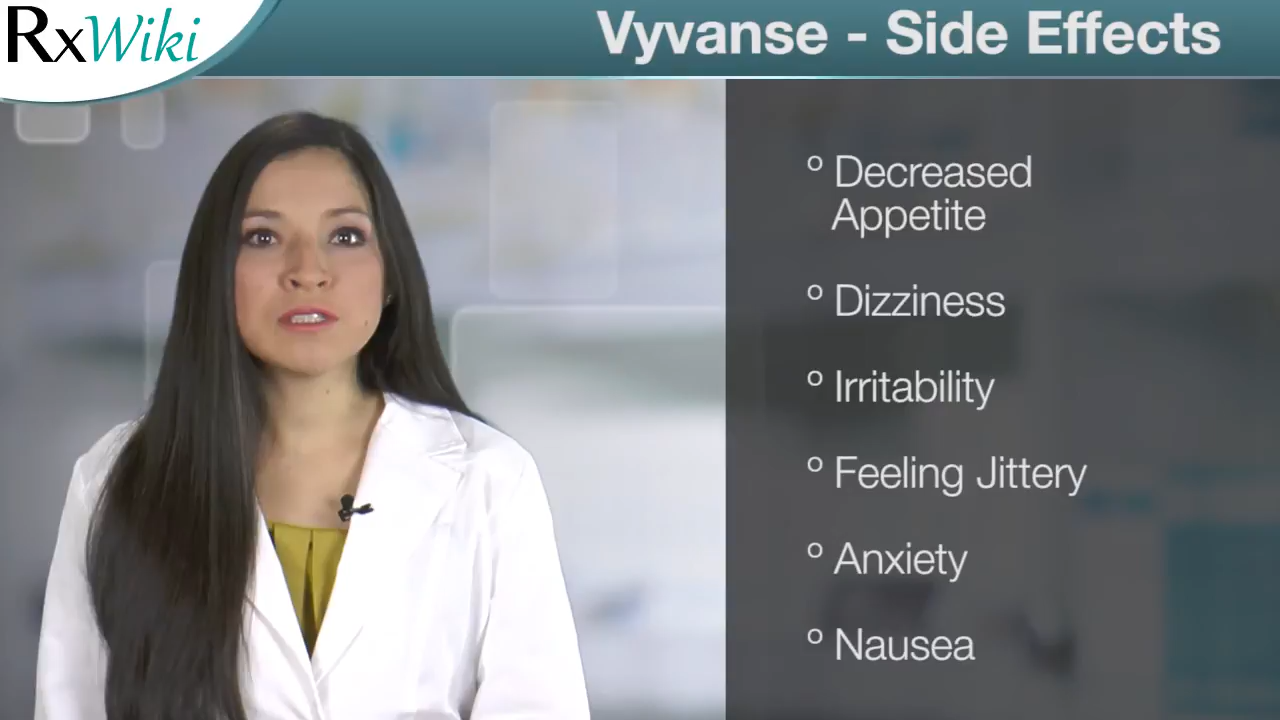 RxWiki
Vyvanse - Side Effects
º Decreased
Appetite
º Dizziness
º Irritability
º Feeling Jittery
º Anxiety
º Nausea